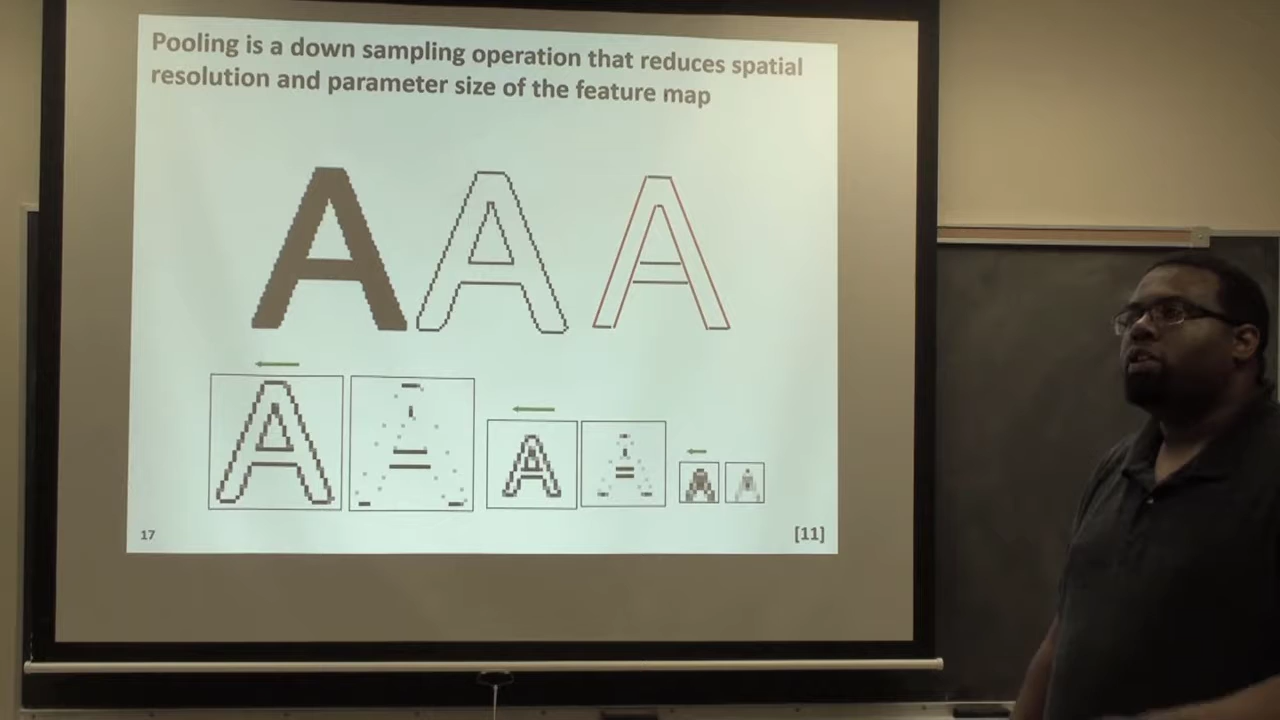 Pooling is a down sampling operation that reduces spatial
resolution and parameter size of the feature map
A A A
A A A A A A
17 [11]